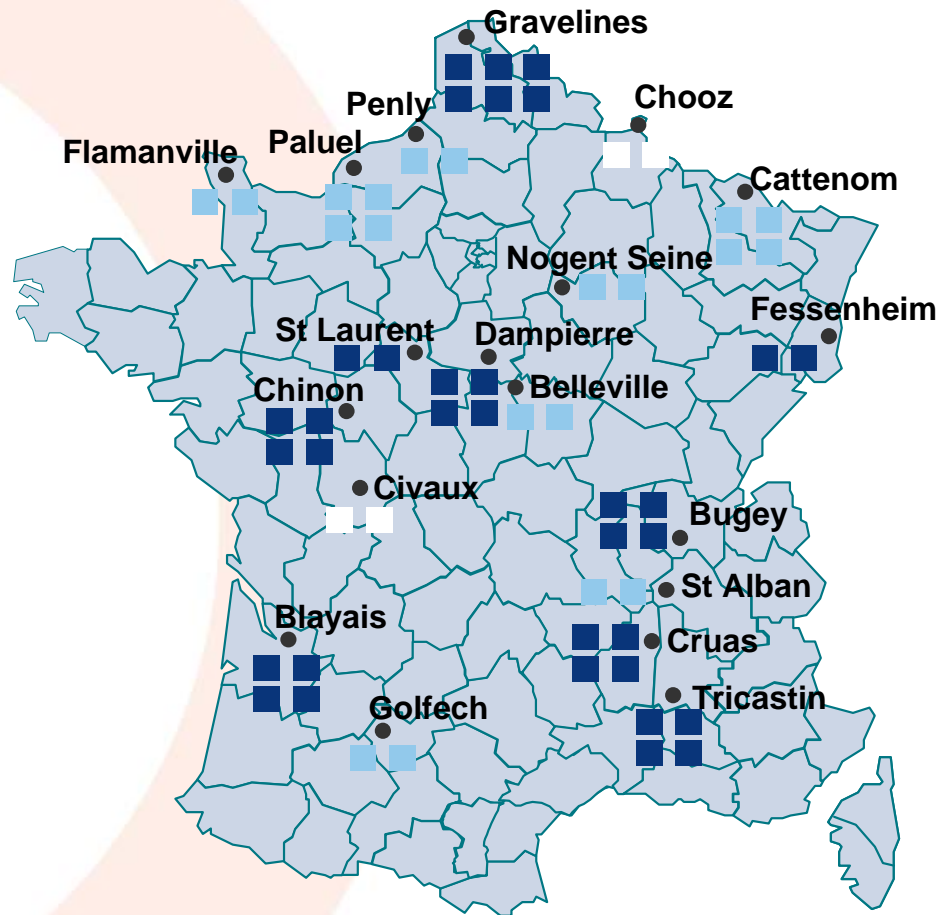 Gravelines
Penly
Chooz
Flamanville
Paluel
Cattenom
Nogent Seine
Fessenheim
St Laurent
Dampierre
Chinon
Belleville
Civaux
Bugey
St Alban
Blayais
Cruas
Golfech
Tricastin